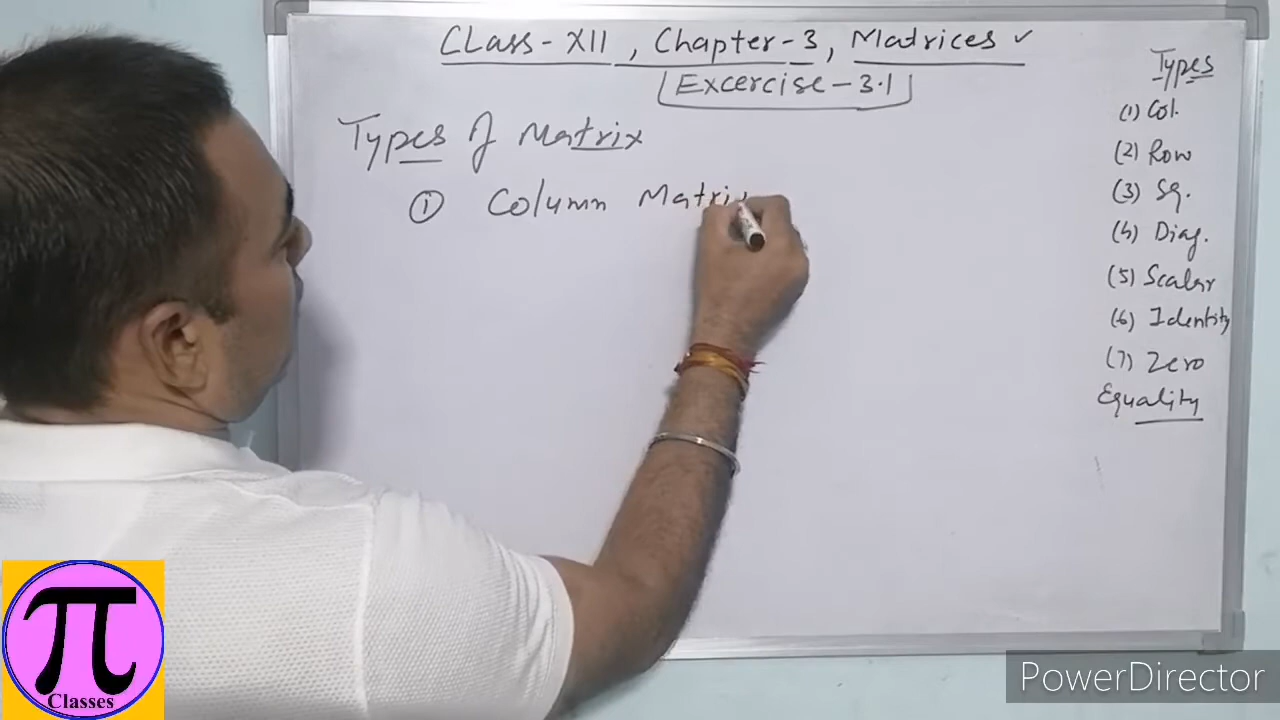 CLass-XII, Chapter-3, Matrices ✓
Excercise-3.1
Types of Matrix
① Column Matrix
Types
(1) Col.
(2) Row
(3) Sq.
(4) Diag.
(5) Scalar
(6) Identity
(7) Zero
Equality
π
Classes
PowerDirector